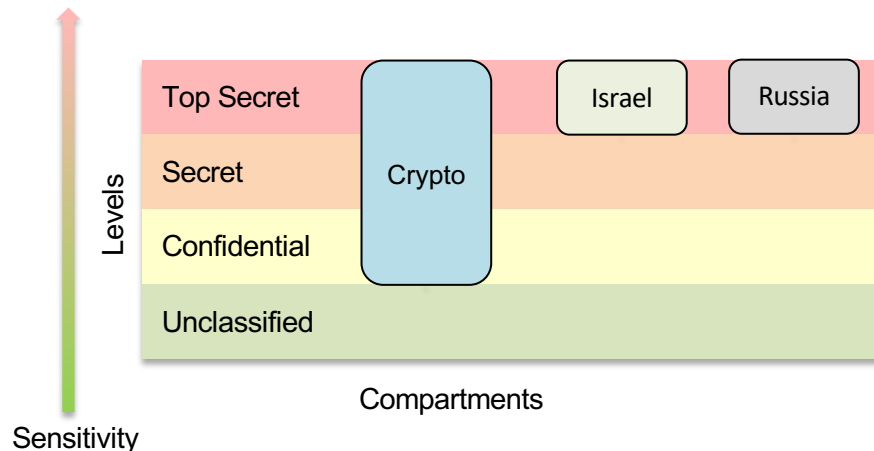 Top Secret
Israel
Russia
Secret
Crypto
Levels
Confidential
Unclassified
Compartments
Sensitivity